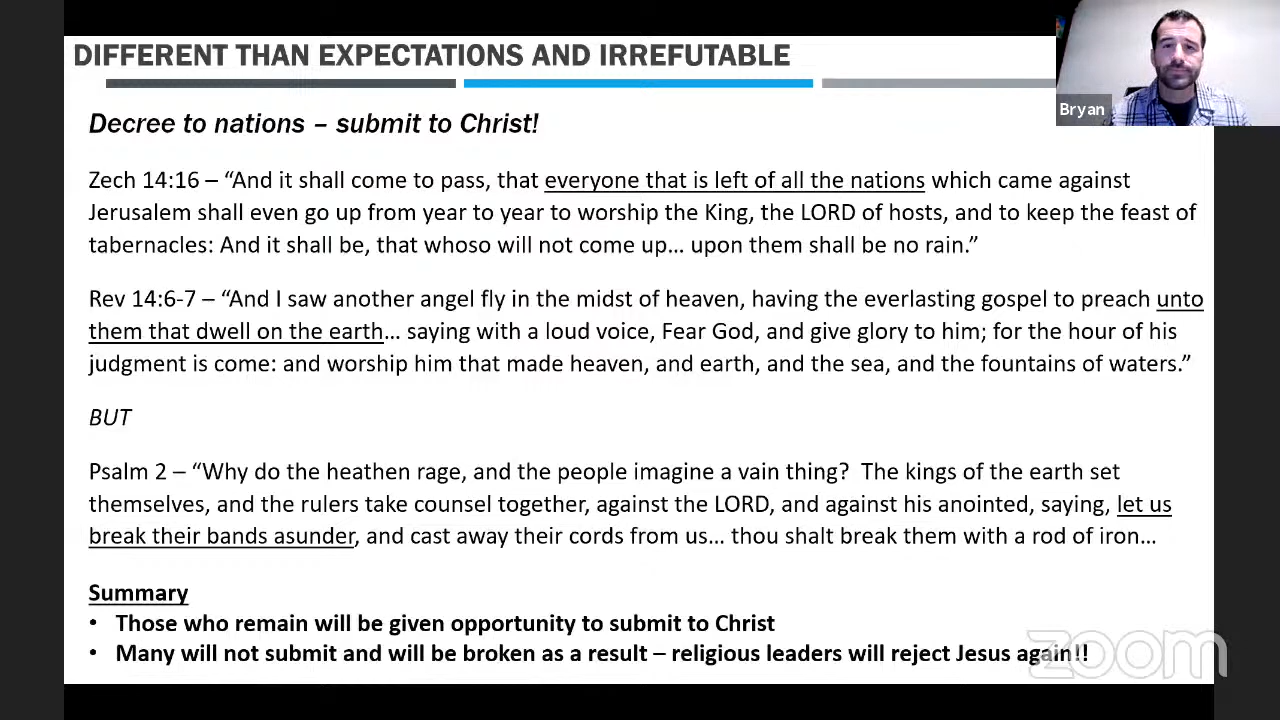 DIFFERENT THAN EXPECTATIONS AND IRREFUTABLE
Bryan
Decree to nations – submit to Christ!
Zech 14:16 – “And it shall come to pass, that everyone that is left of all the nations which came against
Jerusalem shall even go up from year to year to worship the King, the LORD of hosts, and to keep the feast of
tabernacles: And it shall be, that whoso will not come up… upon them shall be no rain.”
Rev 14:6-7 – “And I saw another angel fly in the midst of heaven, having the everlasting gospel to preach unto
them that dwell on the earth… saying with a loud voice, Fear God, and give glory to him; for the hour of his
judgment is come: and worship him that made heaven, and earth, and the sea, and the fountains of waters.”
BUT
Psalm 2 – “Why do the heathen rage, and the people imagine a vain thing?  The kings of the earth set
themselves, and the rulers take counsel together, against the LORD, and against his anointed, saying, let us
break their bands asunder, and cast away their cords from us… thou shalt break them with a rod of iron…
Summary
• Those who remain will be given opportunity to submit to Christ
• Many will not submit and will be broken as a result – religious leaders will reject Jesus again!!
zoom